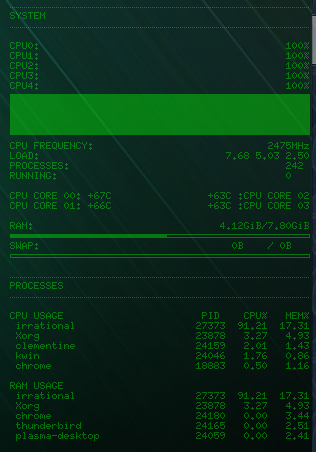 SYSTEM
CPU0: 100%
CPU1: 100%
CPU2: 100%
CPU3: 100%
CPU4: 100%
CPU FREQUENCY: 2475MHz
LOAD: 7.68 5.03 2.50
PROCESSES: 242
RUNNING: 0
CPU CORE 00: +67C +63C :CPU CORE 02
CPU CORE 01: +66C +63C :CPU CORE 03
RAM: 4.12GiB/7.80GiB
SWAP: 0B / 0B
PROCESSES
CPU USAGE PID CPU% MEM%
irrational 27373 91.21 17.31
Xorg 23878 3.27 4.93
clementine 24159 2.01 1.43
kwin 24046 1.76 0.86
chrome 18883 0.50 1.16
RAM USAGE
irrational 27373 91.21 17.31
Xorg 23878 3.27 4.93
chrome 24180 0.00 3.44
thunderbird 24165 0.00 2.51
plasma-desktop 24059 0.00 2.41